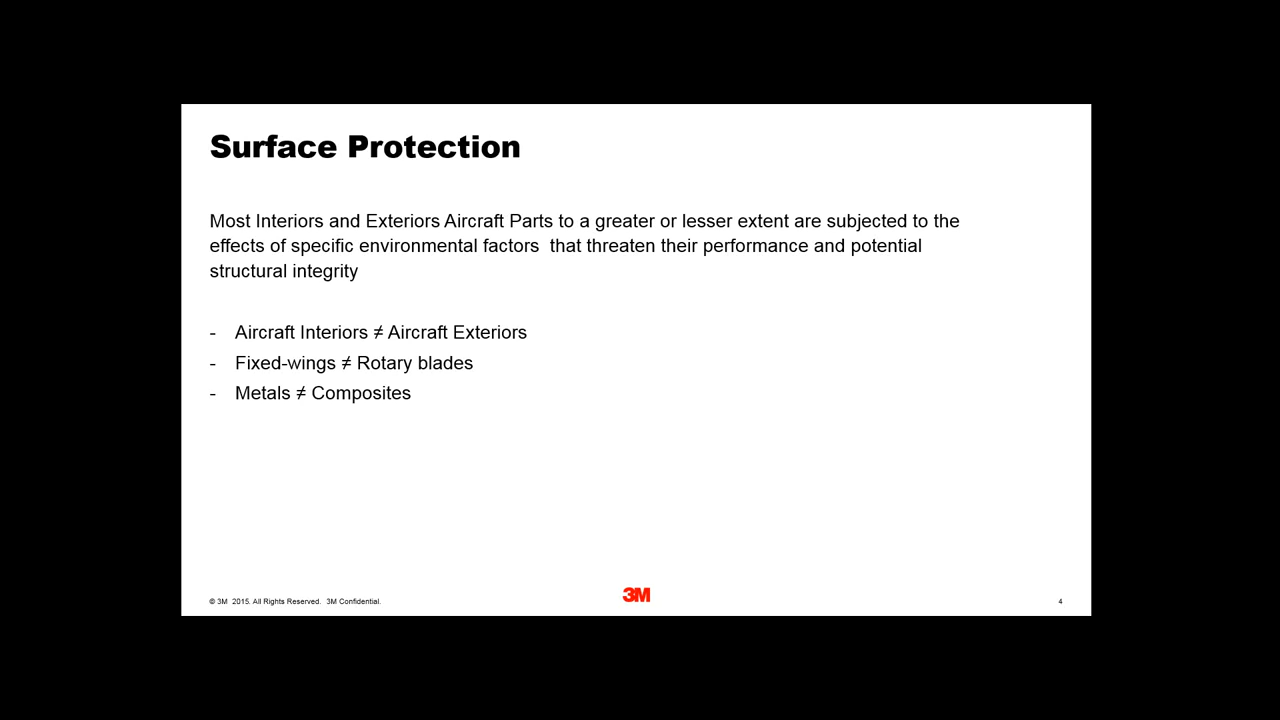 Surface Protection
Most Interiors and Exteriors Aircraft Parts to a greater or lesser extent are subjected to the
effects of specific environmental factors  that threaten their performance and potential
structural integrity
- Aircraft Interiors ≠ Aircraft Exteriors
- Fixed-wings ≠ Rotary blades
- Metals ≠ Composites
© 3M  2015. All Rights Reserved.  3M Confidential.
3M
4